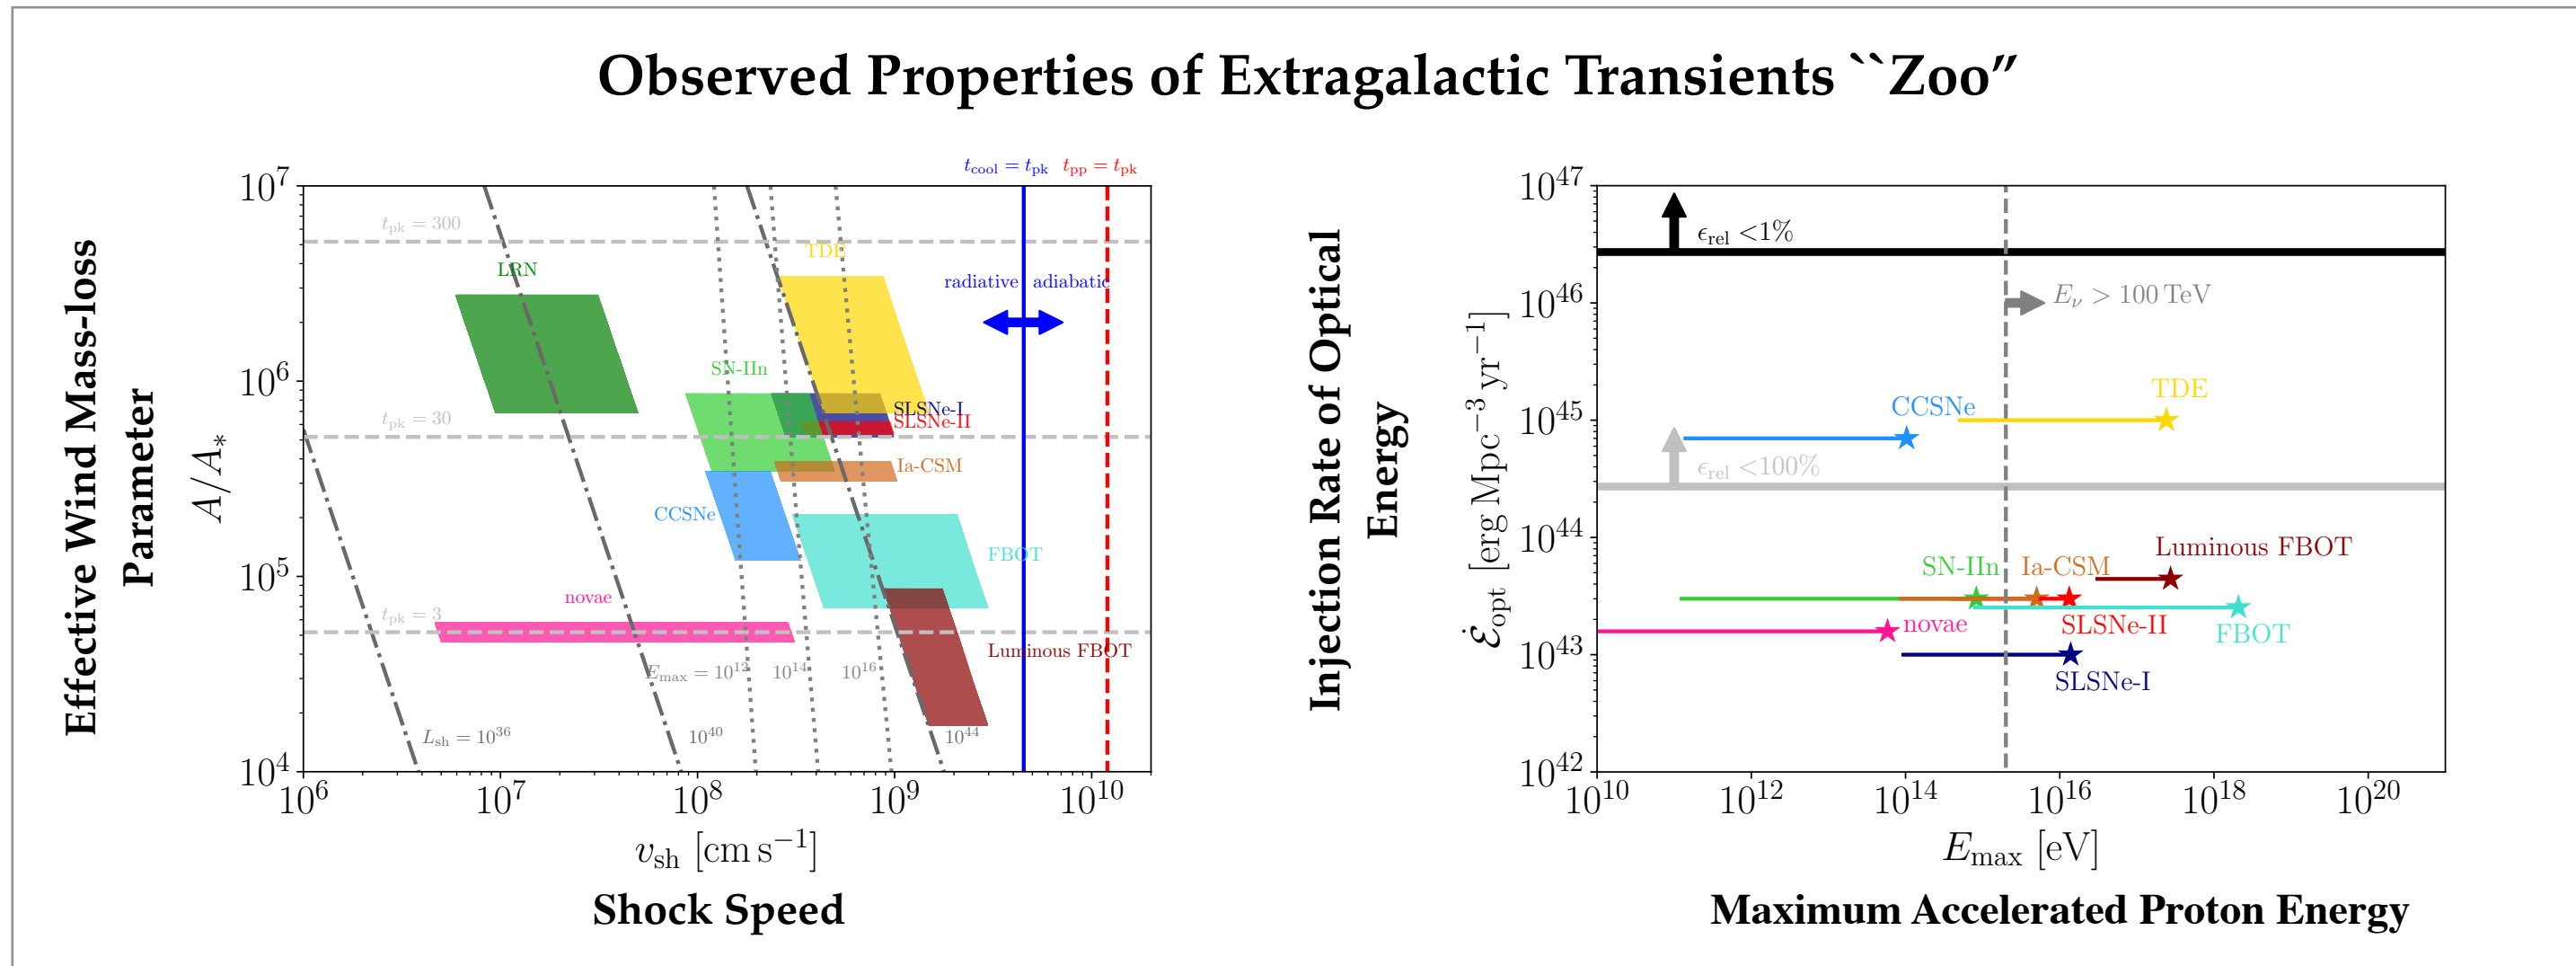 Observed Properties of Extragalactic Transients ``Zoo”
Effective Wind Mass-loss
Parameter
A/A_*
10^7
10^6
10^5
10^4
t_cool = t_pk
t_pp = t_pk
t_pk = 300
LRN
TDE
radiative
adiabatic
SN-IIn
SLSNe-I
SLSNe-II
t_pk = 30
Ia-CSM
CCSNe
FBOT
novae
t_pk = 3
Luminous FBOT
E_max = 10^12
10^14
10^16
L_sh = 10^36
10^40
10^44
10^6
10^7
10^8
10^9
10^10
v_sh [cm s^−1]
Shock Speed
Injection Rate of Optical
Energy
Ė_opt [erg Mpc^−3 yr^−1]
10^47
10^46
10^45
10^44
10^43
10^42
ϵ_rel <1%
E_ν > 100 TeV
TDE
CCSNe
ϵ_rel <100%
Luminous FBOT
SN-IIn
Ia-CSM
novae
SLSNe-II
FBOT
SLSNe-I
10^10
10^12
10^14
10^16
10^18
10^20
E_max [eV]
Maximum Accelerated Proton Energy